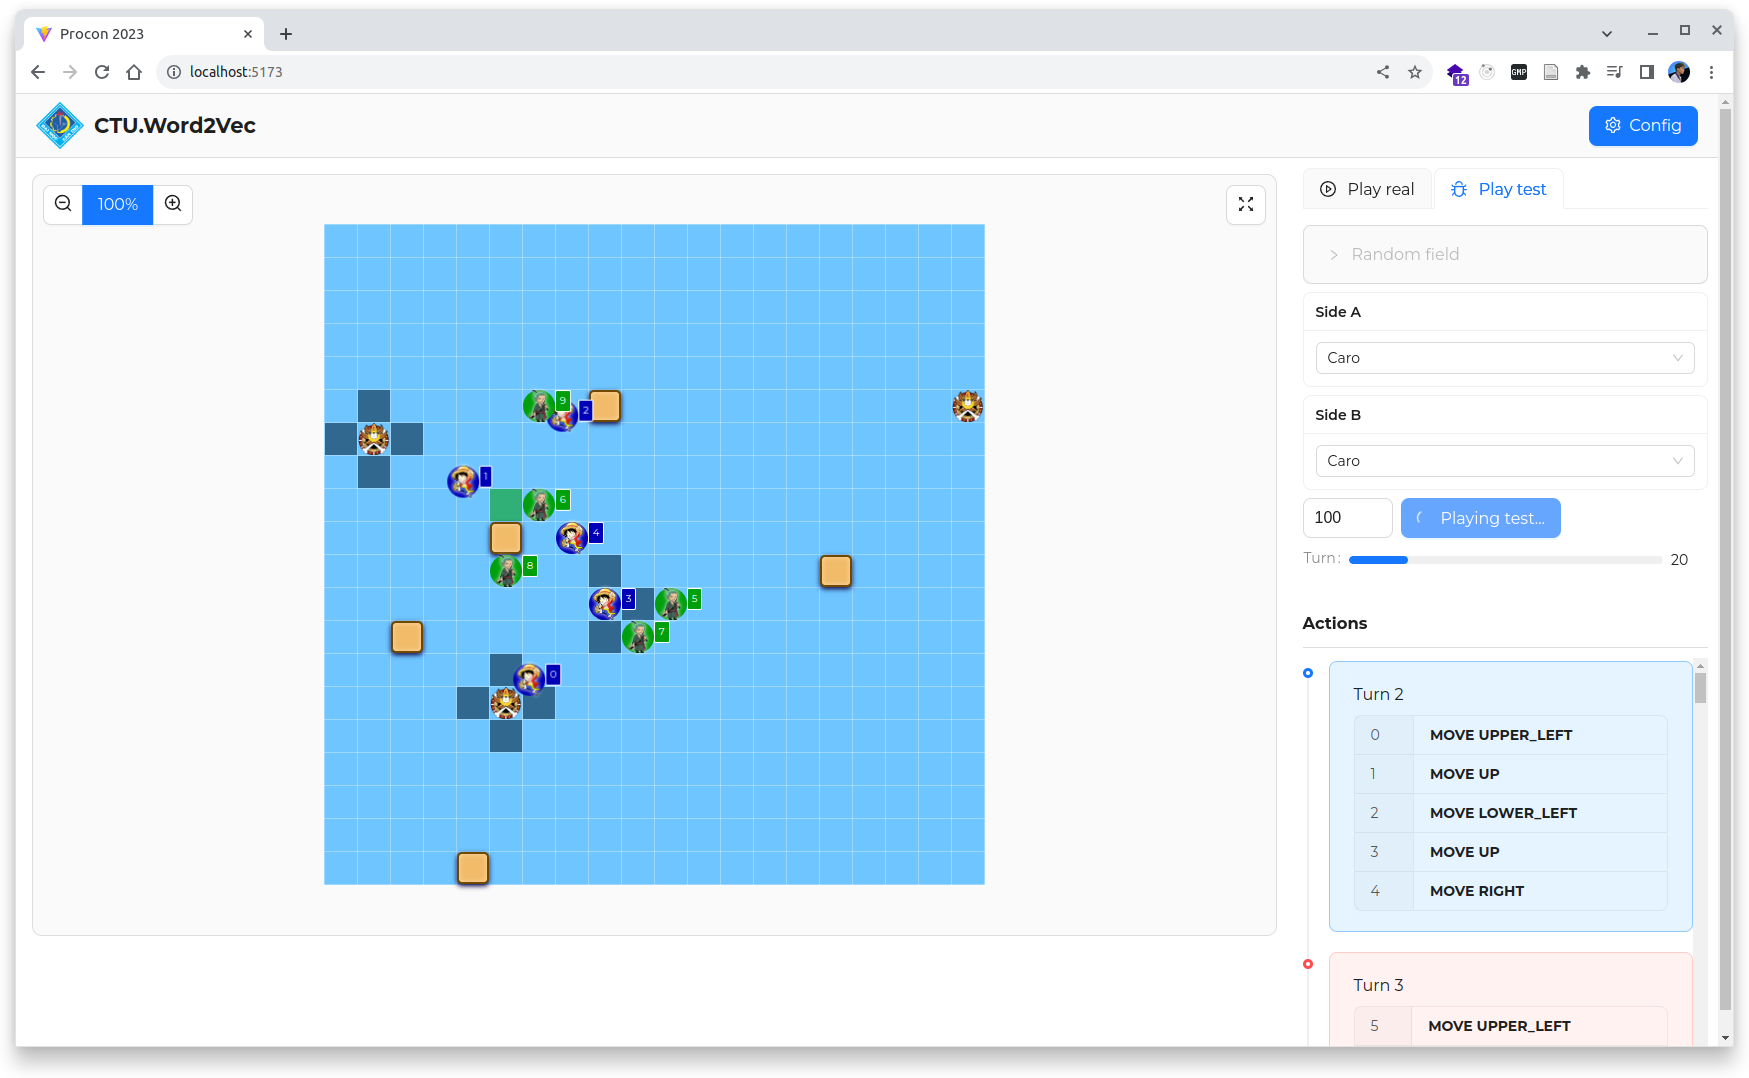 Procon 2023
localhost:5173
12
GMP
CTU.Word2Vec
Config
100%
Play real
Play test
Random field
Side A
Caro
Side B
Caro
100
Playing test...
Turn:
20
9
2
1
6
4
8
3
5
7
0
Actions
Turn 2
0 MOVE UPPER_LEFT
1 MOVE UP
2 MOVE LOWER_LEFT
3 MOVE UP
4 MOVE RIGHT
Turn 3
5 MOVE UPPER_LEFT